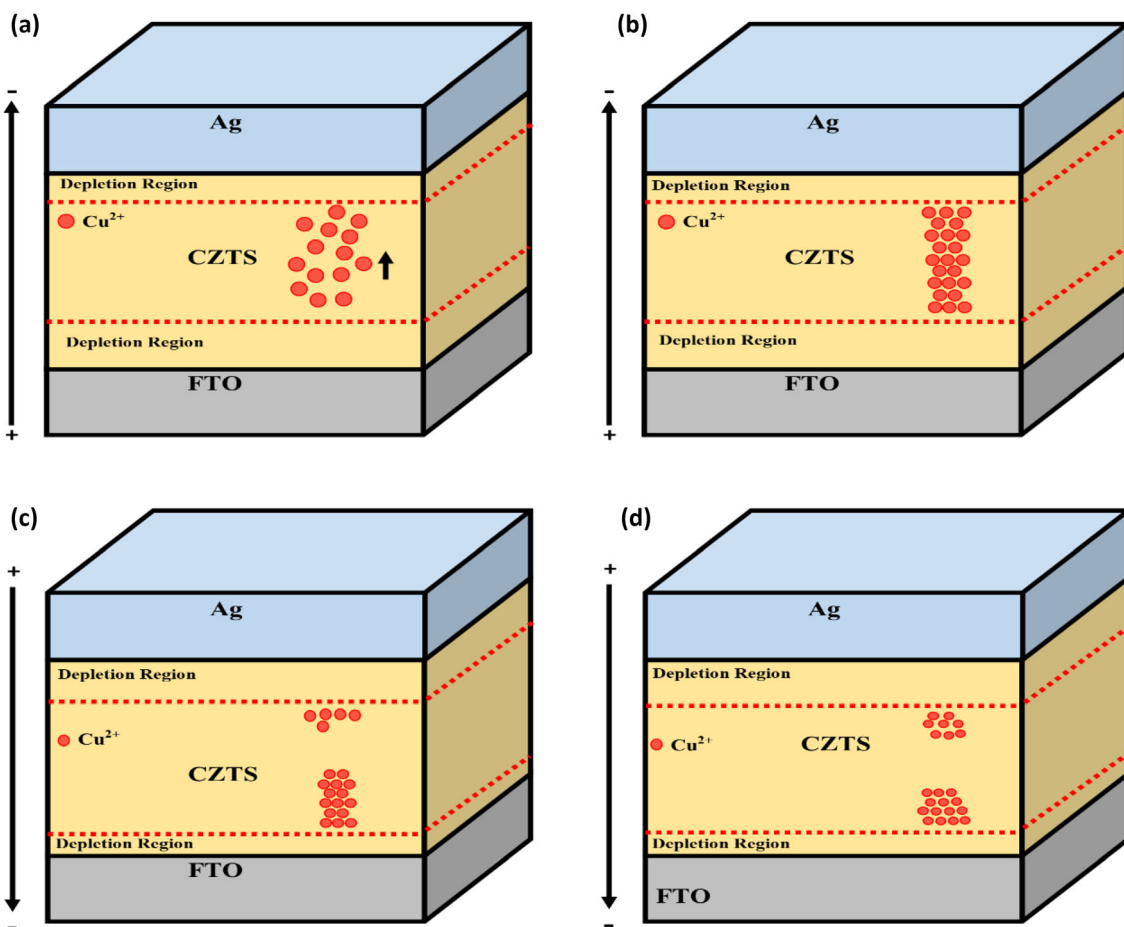 (a)
-
Ag
Depletion Region
Cu²⁺
CZTS
Depletion Region
FTO
+
(b)
-
Ag
Depletion Region
Cu²⁺
CZTS
Depletion Region
FTO
+
(c)
+
Ag
Depletion Region
Cu²⁺
CZTS
Depletion Region
FTO
-
(d)
+
Ag
Depletion Region
Cu²⁺
CZTS
Depletion Region
FTO
-